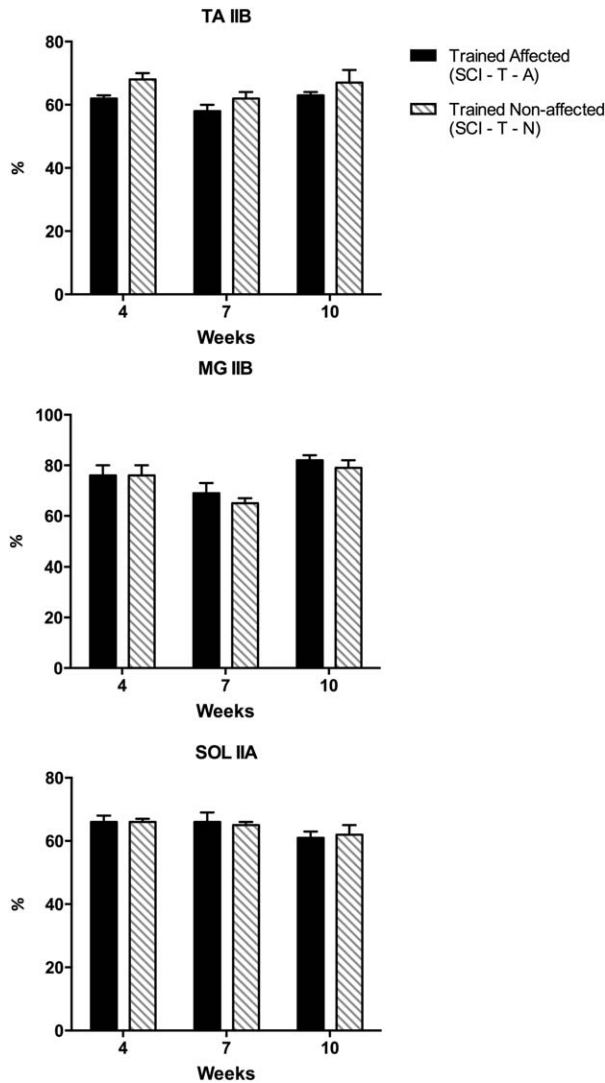 TA IIB
80
60
40
20
0
%
4 7 10
Weeks
Trained Affected
(SCI - T - A)
Trained Non-affected
(SCI - T - N)
MG IIB
100
80
60
40
20
0
%
4 7 10
Weeks
SOL IIA
80
60
40
20
0
%
4 7 10
Weeks